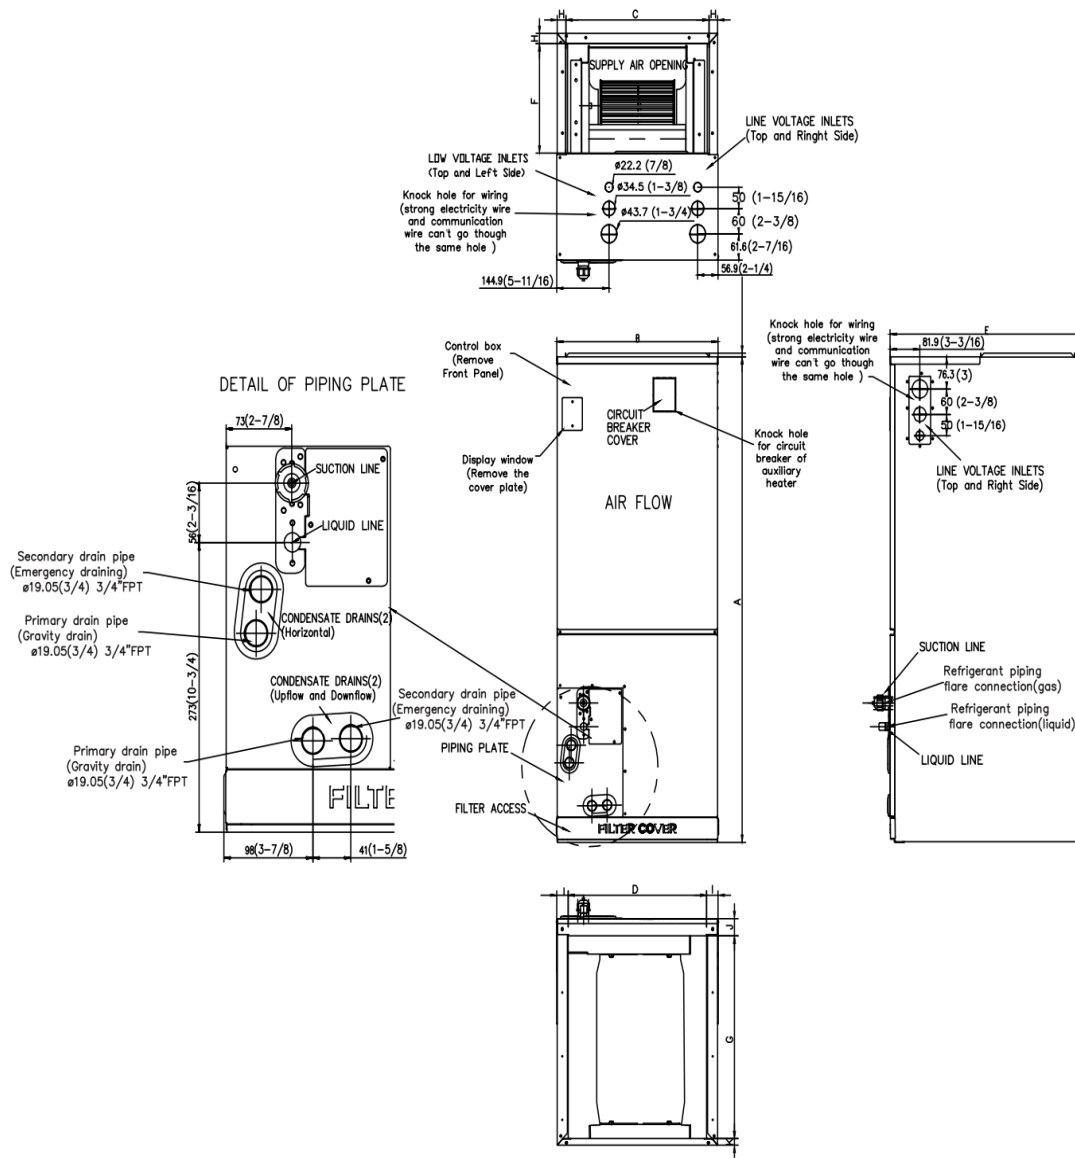 H
C
H
H
F
SUPPLY AIR OPENING
LINE VOLTAGE INLETS
(Top and Ringht Side)
LOW VOLTAGE INLETS
(Top and Left Side)
ø22.2 (7/8)
ø34.5 (1-3/8)
ø43.7 (1-3/4)
50 (1-15/16)
60 (2-3/8)
61.6(2-7/16)
Knock hole for wiring
(strong electricity wire
and communication
wire can't go though
the same hole )
144.9(5-11/16)
56.9(2-1/4)
DETAIL OF PIPING PLATE
73(2-7/8)
SUCTION LINE
56(2-3/16)
LIQUID LINE
Secondary drain pipe
(Emergency draining)
ø19.05(3/4) 3/4"FPT
CONDENSATE DRAINS(2)
(Horizontal)
Primary drain pipe
(Gravity drain)
ø19.05(3/4) 3/4"FPT
273(10-3/4)
CONDENSATE DRAINS(2)
(Upflow and Downflow)
Secondary drain pipe
(Emergency draining)
ø19.05(3/4) 3/4"FPT
Primary drain pipe
(Gravity drain)
ø19.05(3/4) 3/4"FPT
FILTE
98(3-7/8)
41(1-5/8)
B
Control box
(Remove
Front Panel)
CIRCUIT
BREAKER
COVER
Display window
(Remove the
cover plate)
Knock hole
for circuit
breaker of
auxiliary
heater
AIR FLOW
A
PIPING PLATE
FILTER ACCESS
FILTER COVER
E
81.9(3-3/16)
Knock hole for wiring
(strong electricity wire
and communication
wire can't go though
the same hole )
76.3(3)
60 (2-3/8)
50 (1-15/16)
LINE VOLTAGE INLETS
(Top and Right Side)
SUCTION LINE
Refrigerant piping
flare connection(gas)
Refrigerant piping
flare connection(liquid)
LIQUID LINE
I
D
I
J
G
K